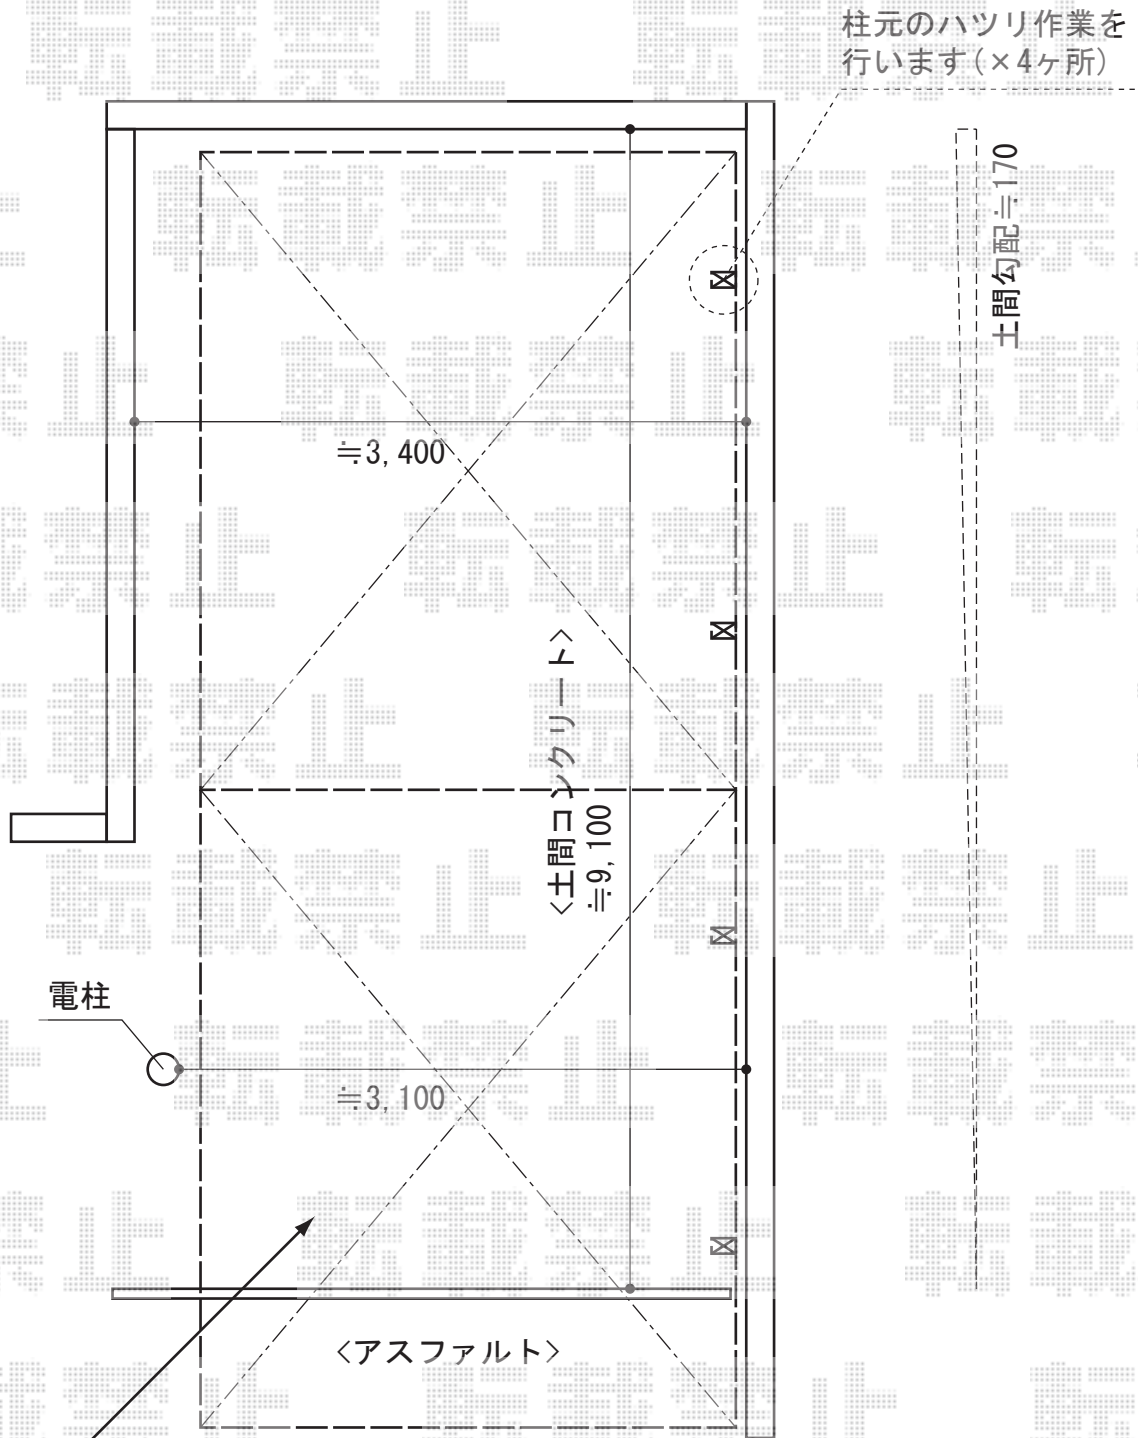 柱元のハツリ作業を
行います(×4ヶ所)
土間勾配≒170
≒3,400
<土間コンクリート>
≒9,100
電柱
≒3,100
<アスファルト>
転載禁止